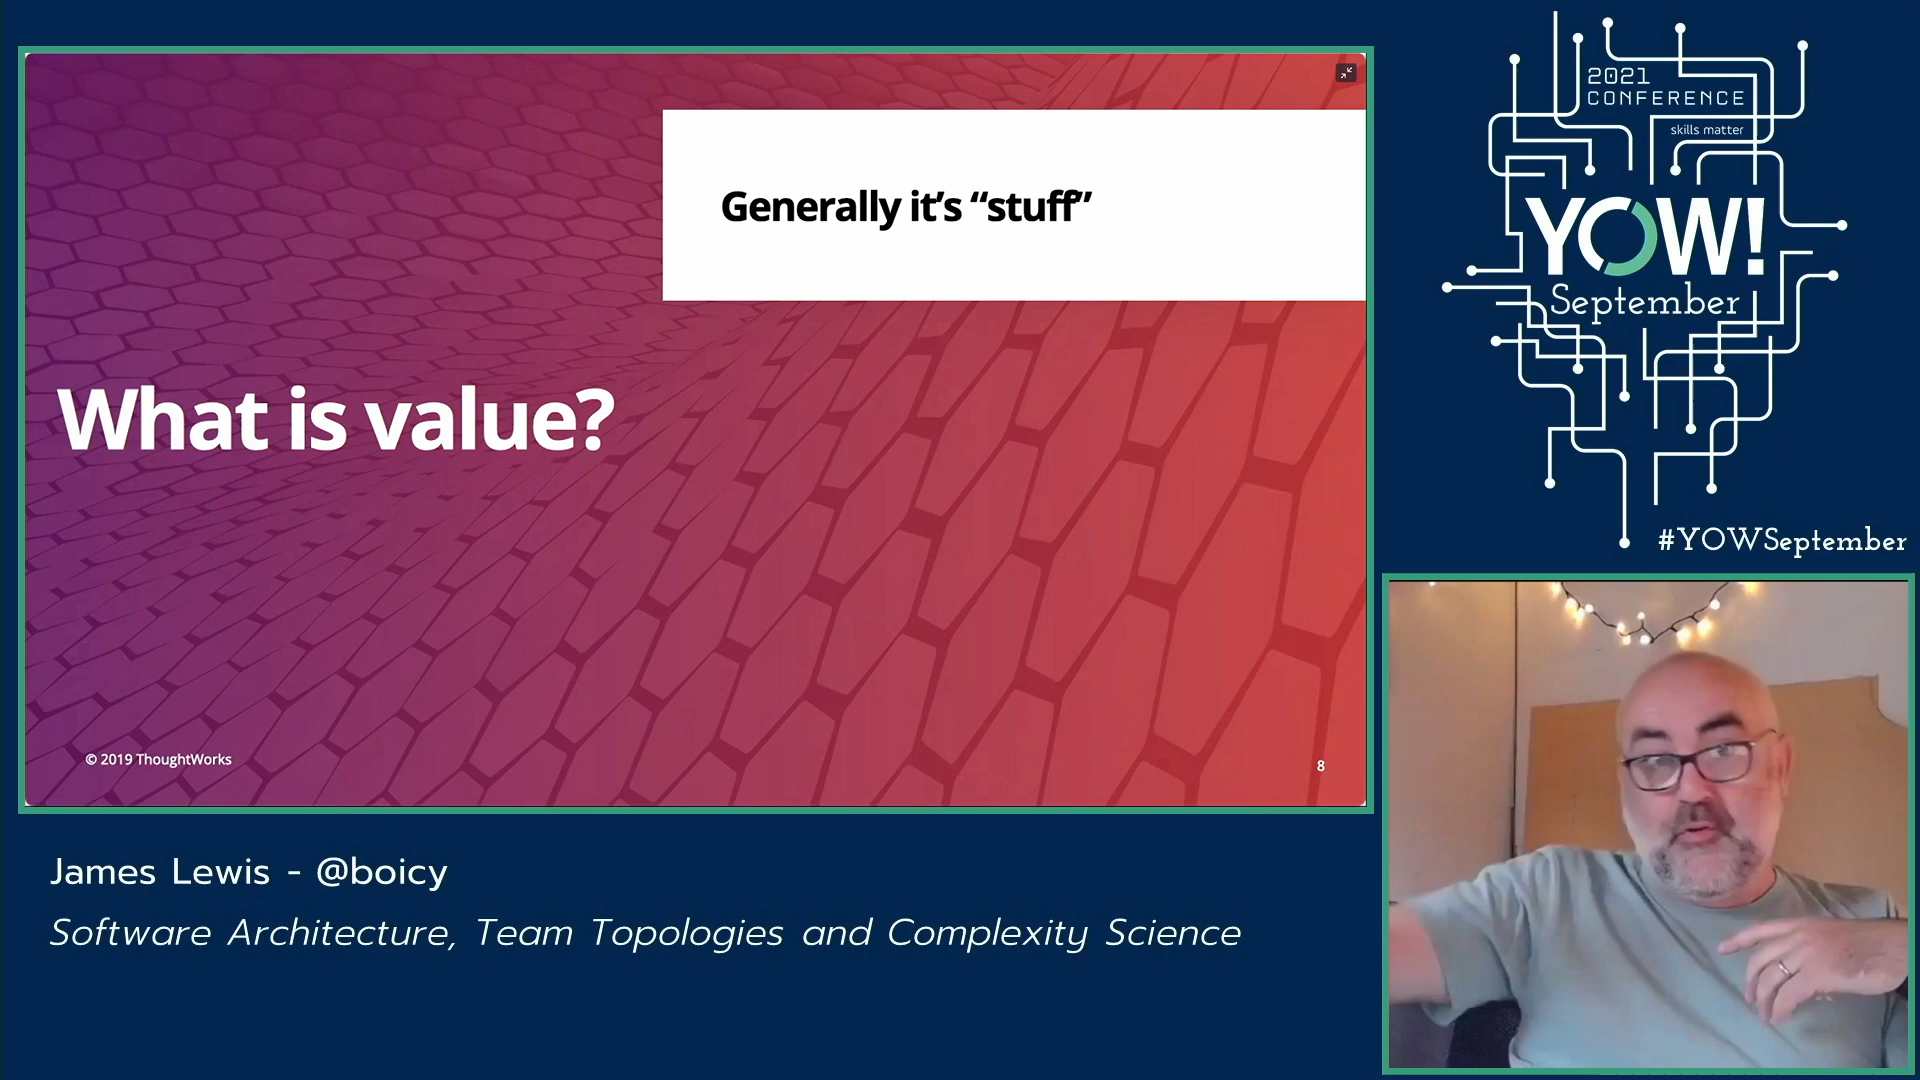 Generally it’s “stuff”
What is value?
© 2019 ThoughtWorks
8
2021
CONFERENCE
skills matter
YOW!
September
#YOWSeptember
James Lewis - @boicy
Software Architecture, Team Topologies and Complexity Science